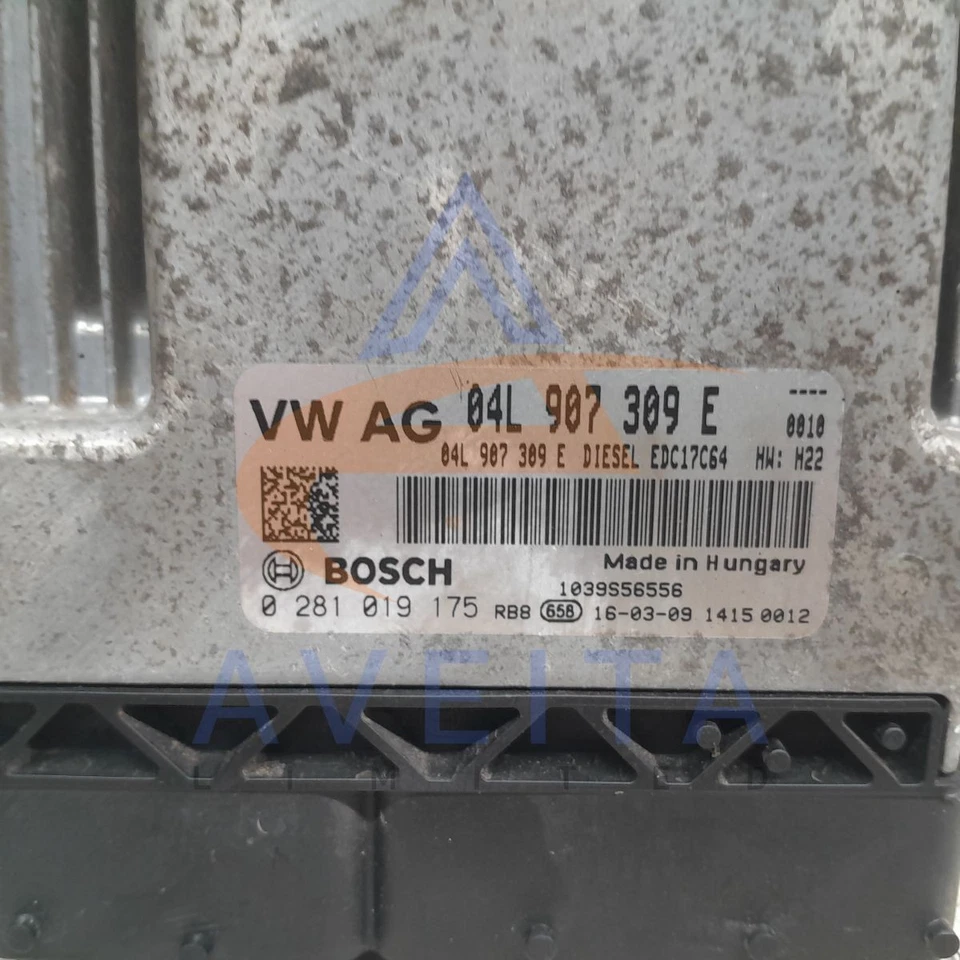 VW AG 04L 907 309 E ----
0010
04L 907 309 E DIESEL EDC17C64 HW: H22
BOSCH Made in Hungary
1039S56556
0 281 019 175 RB8 658 16-03-09 1415 0012
AVEITA
LIMITED